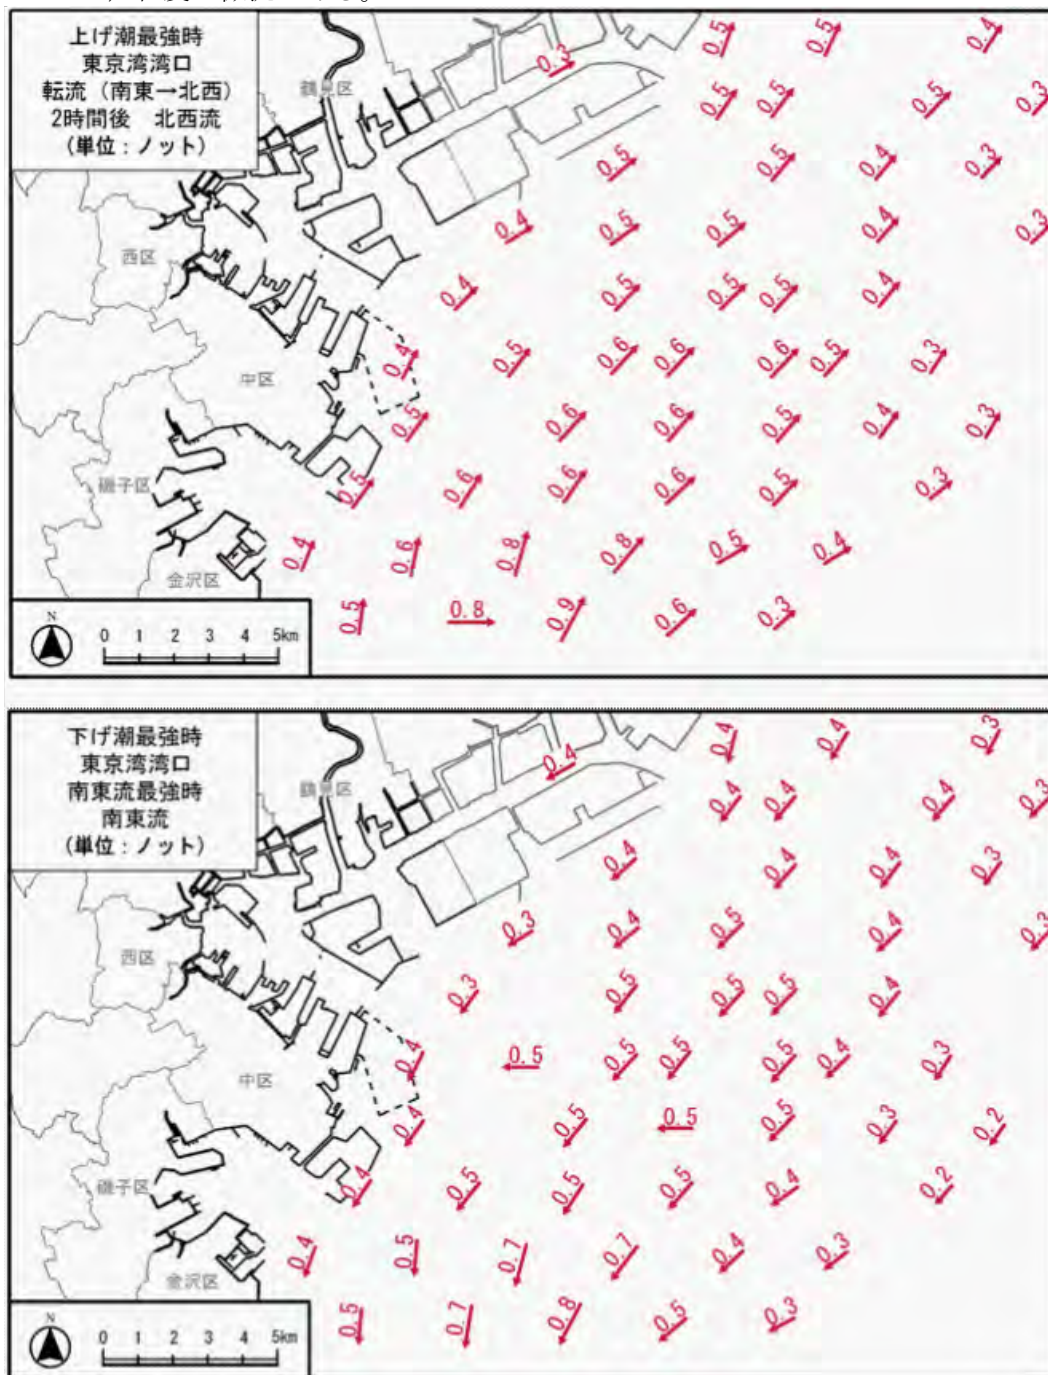 上げ潮最強時
東京湾湾口
転流（南東→北西）
2時間後　北西流
（単位：ノット）
鶴見区
西区
中区
磯子区
金沢区
N
0 1 2 3 4 5km
0.5 0.5 0.4
0.3
0.5 0.5 0.5 0.3
0.5 0.5 0.4 0.3
0.4 0.5 0.5 0.4 0.3
0.4 0.5 0.5 0.5 0.4
0.4 0.5 0.6 0.6 0.6 0.5 0.3
0.5 0.6 0.6 0.5 0.4 0.3
0.5 0.6 0.6 0.6 0.5 0.3
0.4 0.6 0.8 0.8 0.5 0.4
0.5 0.8 0.9 0.6 0.3
下げ潮最強時
東京湾湾口
南東流最強時
南東流
（単位：ノット）
鶴見区
西区
中区
磯子区
金沢区
N
0 1 2 3 4 5km
0.4 0.4 0.3
0.4
0.4 0.4 0.4 0.3
0.4 0.4 0.4 0.3
0.3 0.4 0.5 0.4 0.3
0.3 0.5 0.5 0.5 0.4
0.4 0.5 0.5 0.5 0.5 0.4 0.3
0.4 0.5 0.5 0.5 0.3 0.2
0.4 0.5 0.5 0.5 0.4 0.2
0.4 0.5 0.7 0.7 0.4 0.3
0.5 0.7 0.8 0.5 0.3